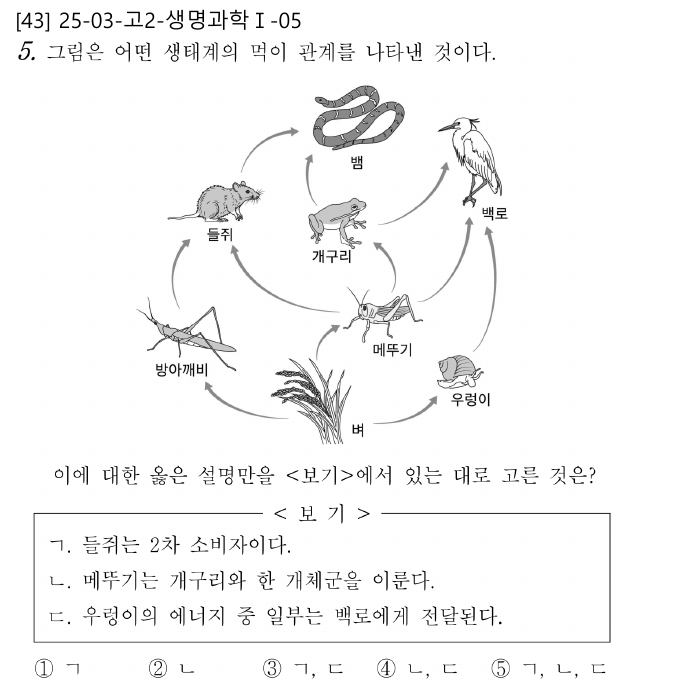 [43] 25-03-고2-생명과학Ⅰ-05
5. 그림은 어떤 생태계의 먹이 관계를 나타낸 것이다.
뱀
백로
들쥐
개구리
메뚜기
방아깨비
우렁이
벼
이에 대한 옳은 설명만을 <보기>에서 있는 대로 고른 것은?
< 보 기 >
ㄱ. 들쥐는 2차 소비자이다.
ㄴ. 메뚜기는 개구리와 한 개체군을 이룬다.
ㄷ. 우렁이의 에너지 중 일부는 백로에게 전달된다.
① ㄱ ② ㄴ ③ ㄱ, ㄷ ④ ㄴ, ㄷ ⑤ ㄱ, ㄴ, ㄷ